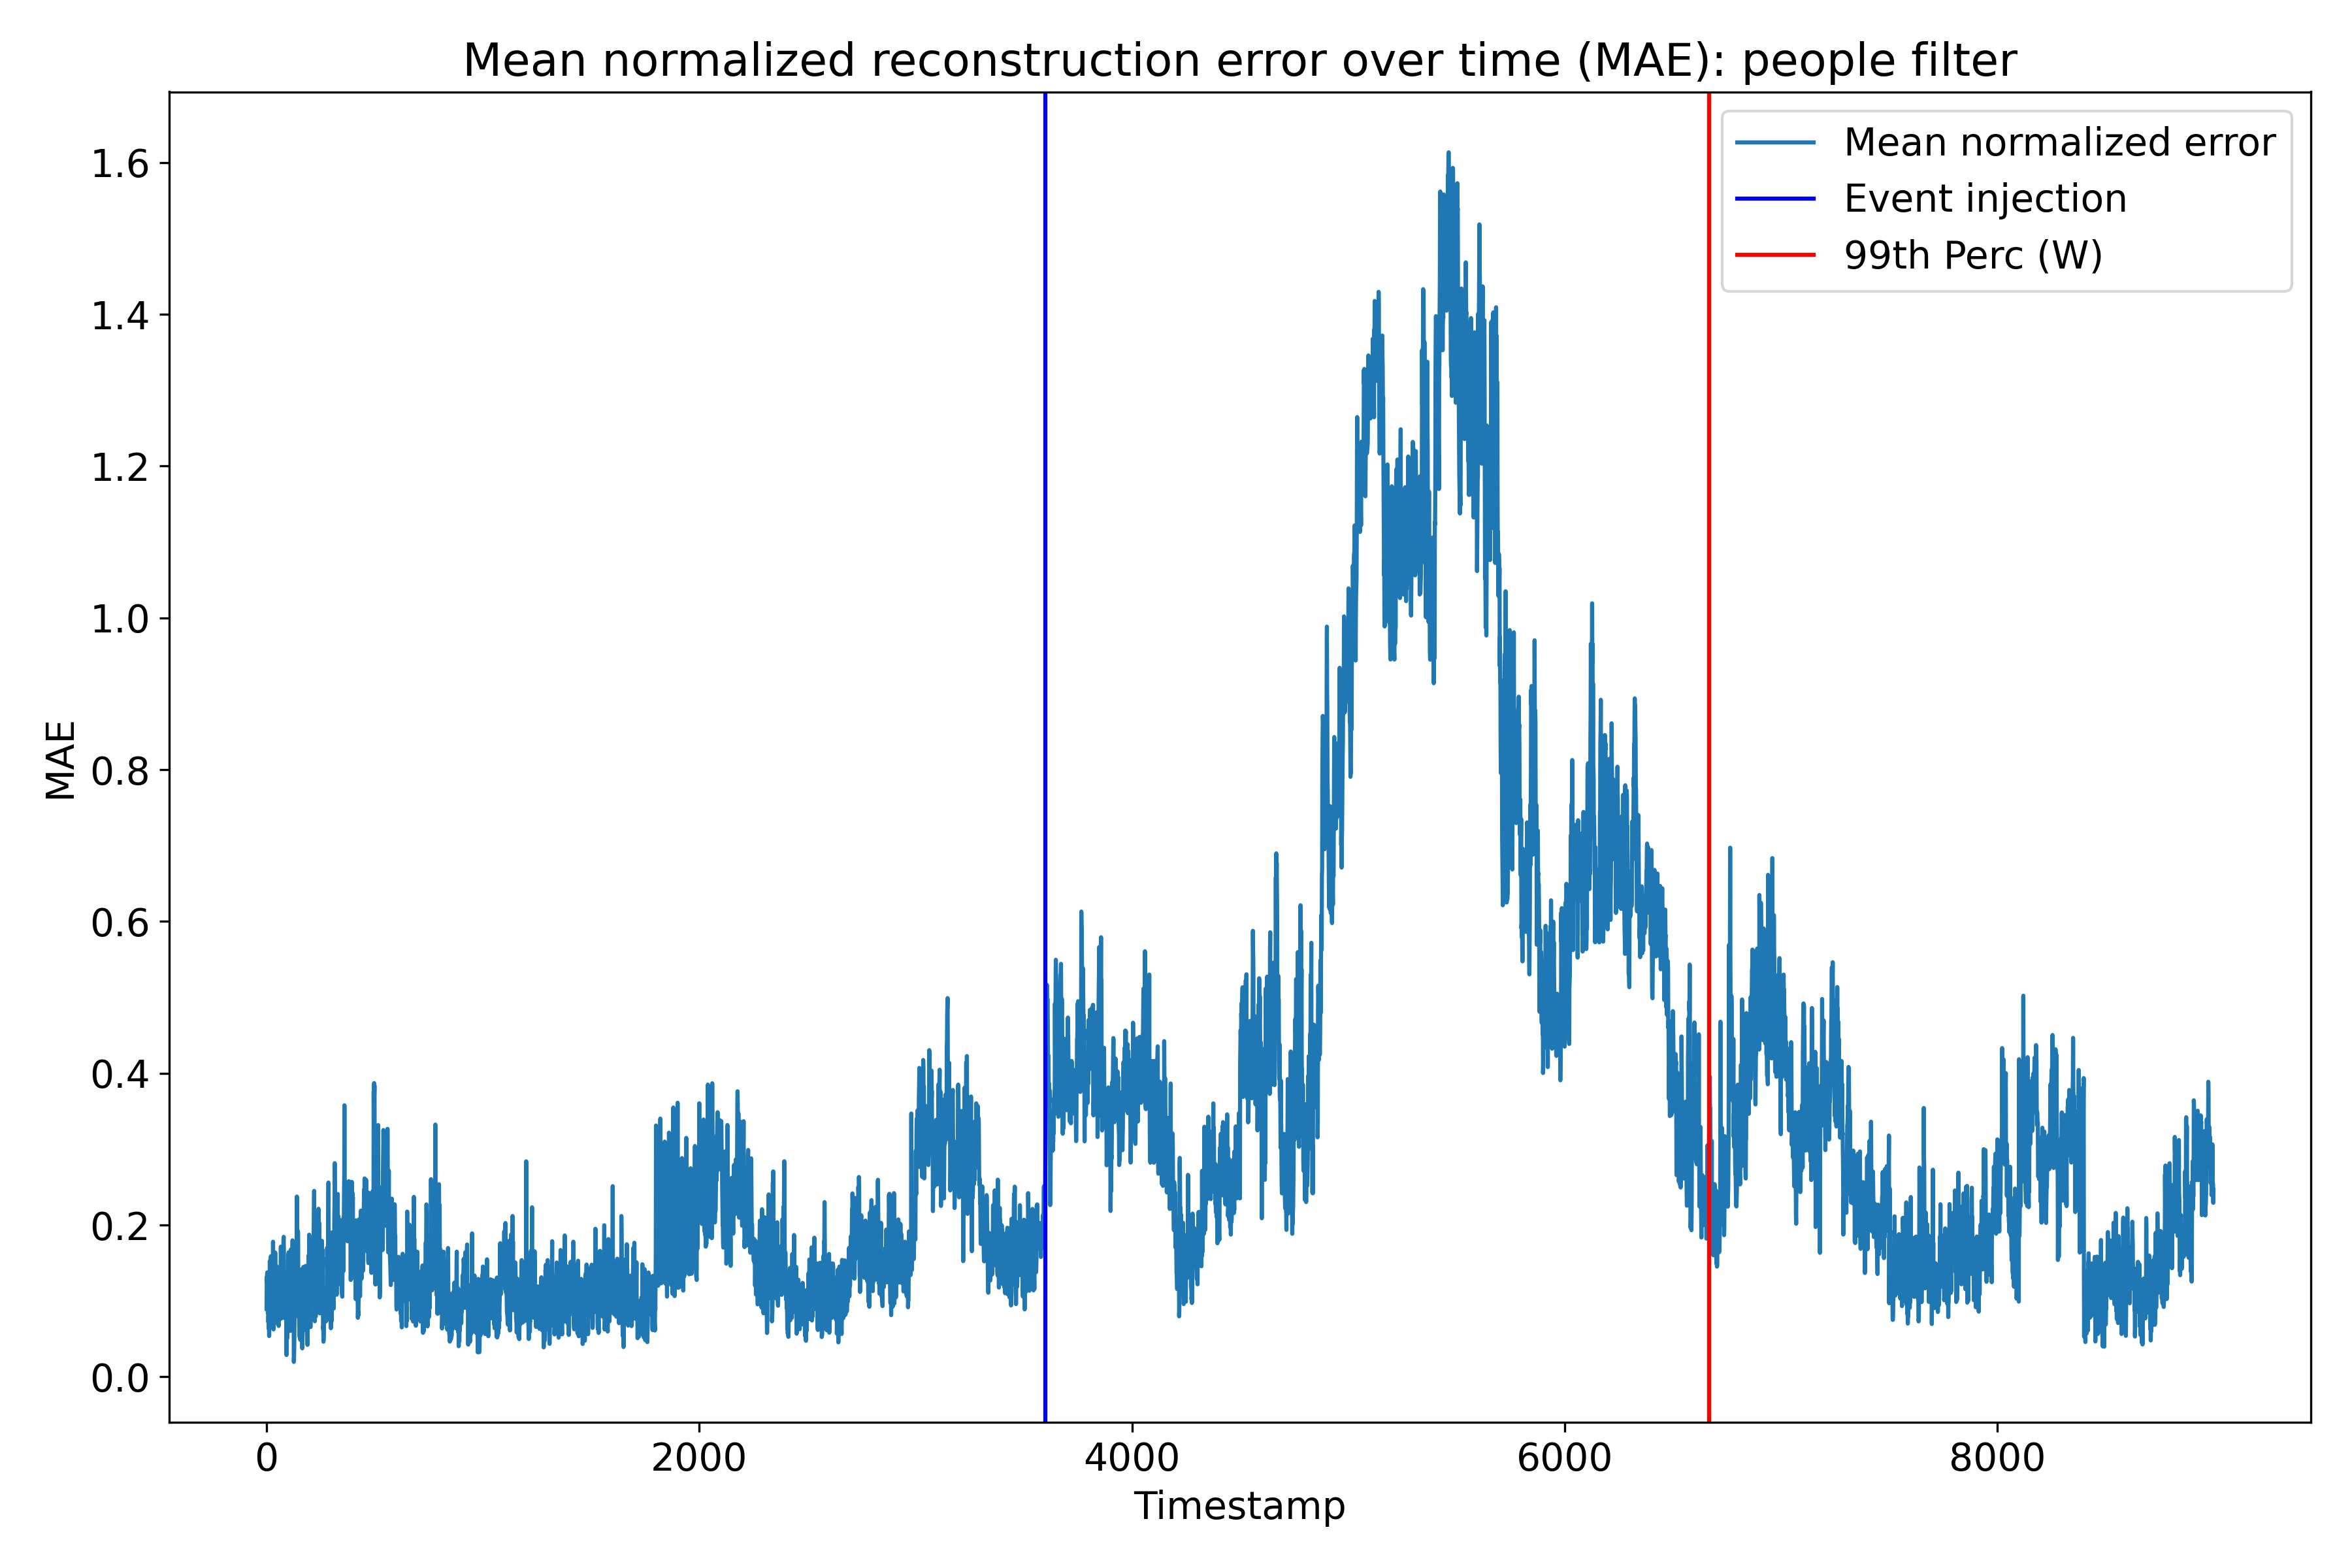 Mean normalized reconstruction error over time (MAE): people filter
Mean normalized error
Event injection
99th Perc (W)
1.6
1.4
1.2
1.0
0.8
0.6
0.4
0.2
0.0
MAE
0 2000 4000 6000 8000
Timestamp